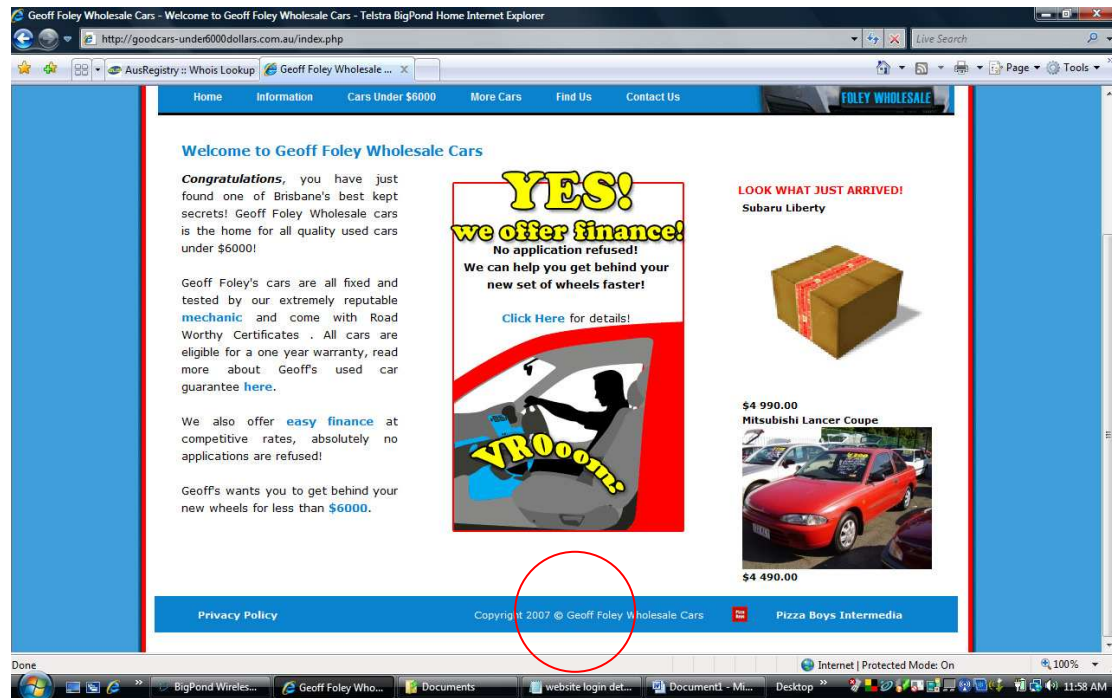 Geoff Foley Wholesale Cars - Welcome to Geoff Foley Wholesale Cars - Telstra BigPond Home Internet Explorer
http://goodcars-under6000dollars.com.au/index.php
Live Search
AusRegistry :: Whois Lookup
Geoff Foley Wholesale ...
Page
Tools
Home
Information
Cars Under $6000
More Cars
Find Us
Contact Us
FOLEY WHOLESALE
Welcome to Geoff Foley Wholesale Cars
Congratulations, you have just
found one of Brisbane's best kept
secrets! Geoff Foley Wholesale cars
is the home for all quality used cars
under $6000!
Geoff Foley's cars are all fixed and
tested by our extremely reputable
mechanic and come with Road
Worthy Certificates . All cars are
eligible for a one year warranty, read
more about Geoff's used car
guarantee here.
We also offer easy finance at
competitive rates, absolutely no
applications are refused!
Geoff's wants you to get behind your
new wheels for less than $6000.
YES!
we offer finance!
No application refused!
We can help you get behind your
new set of wheels faster!
Click Here for details!
VROoom!
LOOK WHAT JUST ARRIVED!
Subaru Liberty
$4 990.00
Mitsubishi Lancer Coupe
$4 490.00
Privacy Policy
Copyright 2007 © Geoff Foley Wholesale Cars
Pizza Boys Intermedia
Done
Internet | Protected Mode: On
100%
BigPond Wireles...
Geoff Foley Who...
Documents
website login det...
Document1 - Mi...
Desktop
11:58 AM